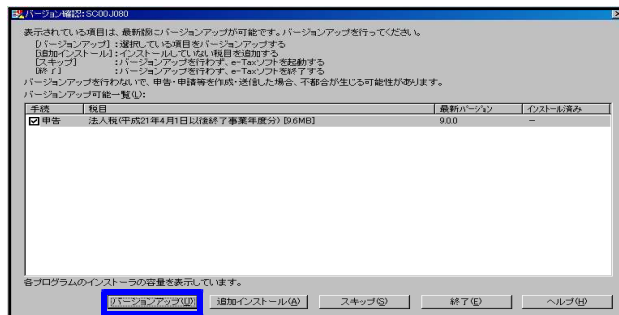 バージョン確認:SC00J080
表示されている項目は、最新版にバージョンアップが可能です。バージョンアップを行ってください。
[バージョンアップ]:選択している項目をバージョンアップする
[追加インストール]:インストールしていない税目を追加する
[スキップ]:バージョンアップを行わず、e-Taxソフトを起動する
[終了]:バージョンアップを行わず、e-Taxソフトを終了する
バージョンアップを行わないで、申告・申請等を作成・送信した場合、不都合が生じる可能性があります。
バージョンアップ可能一覧(L):
手続 税目 最新バージョン インストール済み
申告 法人税(平成21年4月1日以後終了事業年度分) [9.6MB] 9.0.0 －
各プログラムのインストーラの容量を表示しています。
バージョンアップ(U) 追加インストール(A) スキップ(S) 終了(E) ヘルプ(H)